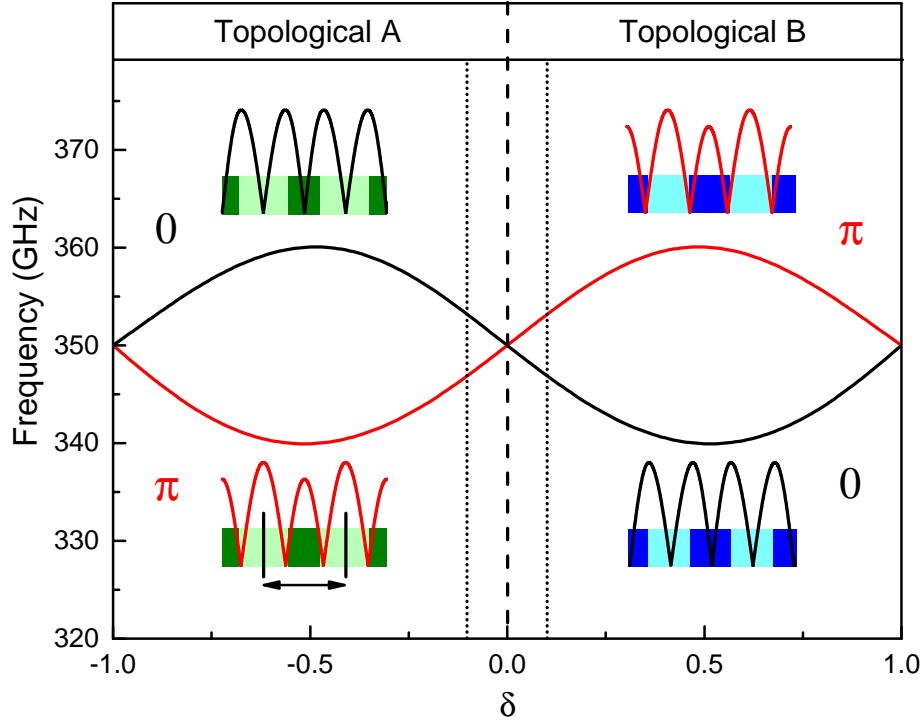 Topological A
Topological B
Frequency (GHz)
370
360
350
340
330
320
0
π
π
0
-1.0
-0.5
0.0
0.5
1.0
δ